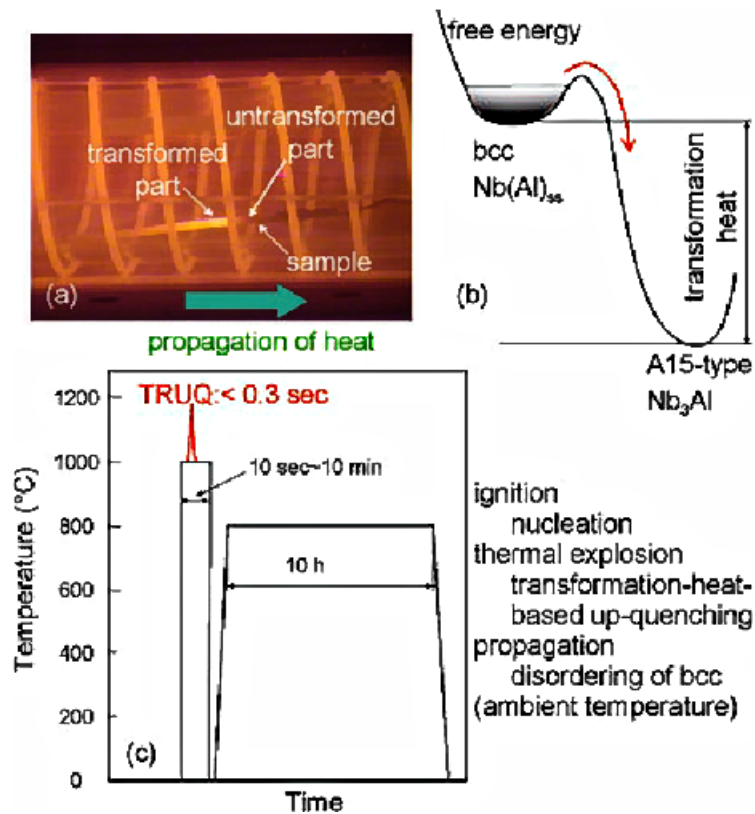 untransformed
part
transformed
part
sample
(a)
propagation of heat
free energy
bcc
Nb(Al)ss
transformation
heat
(b)
A15-type
Nb3Al
TRUQ:< 0.3 sec
10 sec~10 min
10 h
1200
1000
800
600
400
200
0
Temperature (°C)
(c)
Time
ignition
nucleation
thermal explosion
transformation-heat-
based up-quenching
propagation
disordering of bcc
(ambient temperature)